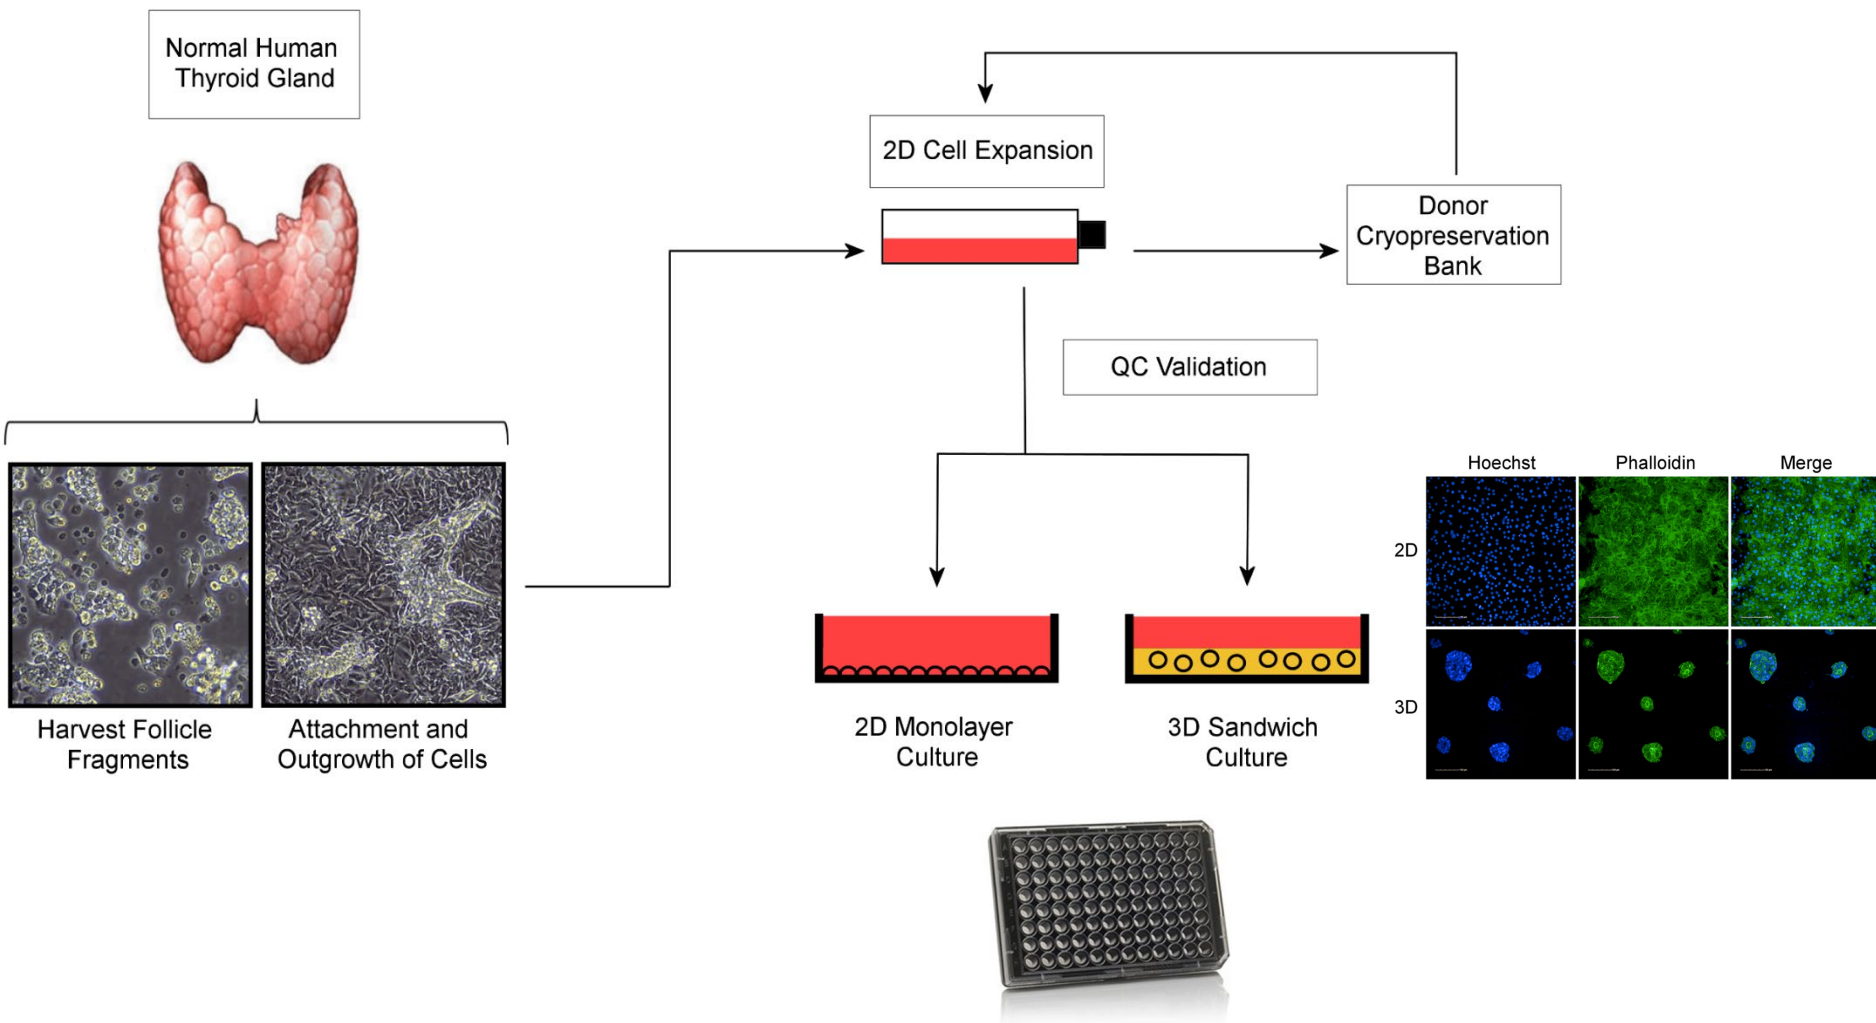 Normal Human
Thyroid Gland
Harvest Follicle
Fragments
Attachment and
Outgrowth of Cells
2D Cell Expansion
Donor
Cryopreservation
Bank
QC Validation
2D Monolayer
Culture
3D Sandwich
Culture
Hoechst
Phalloidin
Merge
2D
3D